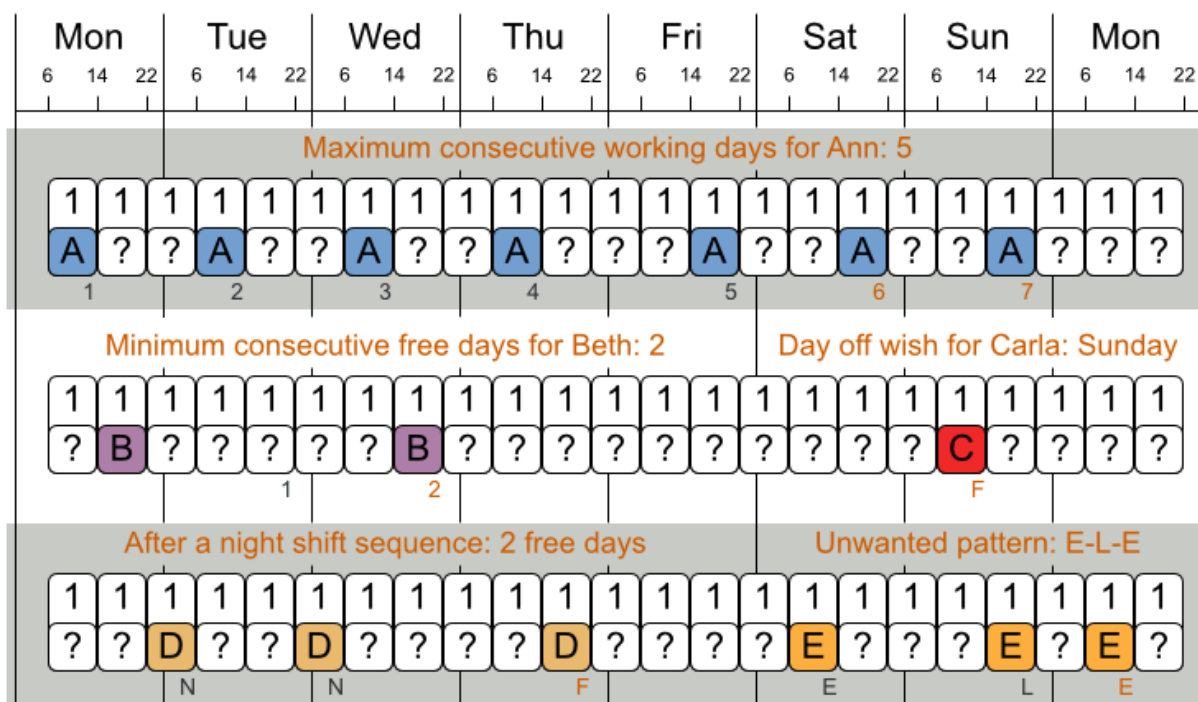 Mon Tue Wed Thu Fri Sat Sun Mon
6 14 22 6 14 22 6 14 22 6 14 22 6 14 22 6 14 22 6 14 22 6 14 22
Maximum consecutive working days for Ann: 5
1 1 1 1 1 1 1 1 1 1 1 1 1 1 1 1 1 1 1 1 1 1 1
A ? ? A ? ? A ? ? A ? ? ? A ? ? A ? ? A ? ? ?
1 2 3 4 5 6 7
Minimum consecutive free days for Beth: 2 Day off wish for Carla: Sunday
1 1 1 1 1 1 1 1 1 1 1 1 1 1 1 1 1 1 1 1 1 1 1
? B ? ? ? ? ? B ? ? ? ? ? ? ? ? ? ? C ? ? ? ?
1 2 F
After a night shift sequence: 2 free days Unwanted pattern: E-L-E
1 1 1 1 1 1 1 1 1 1 1 1 1 1 1 1 1 1 1 1 1 1 1
? ? D ? ? D ? ? ? ? D ? ? ? ? E ? ? ? E ? E ?
N N F E L E